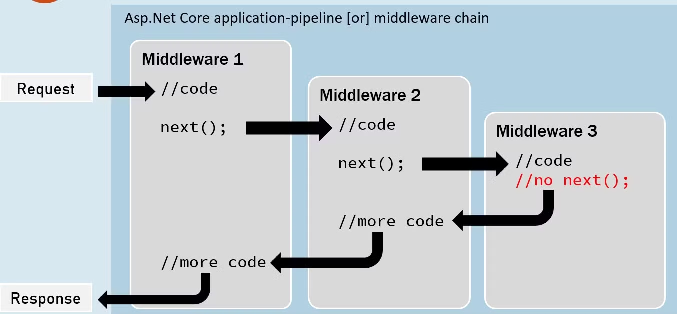 Asp.Net Core application-pipeline [or] middleware chain
Middleware 1
Request
//code
next();
//more code
Response
Middleware 2
//code
next();
//more code
Middleware 3
//code
//no next();